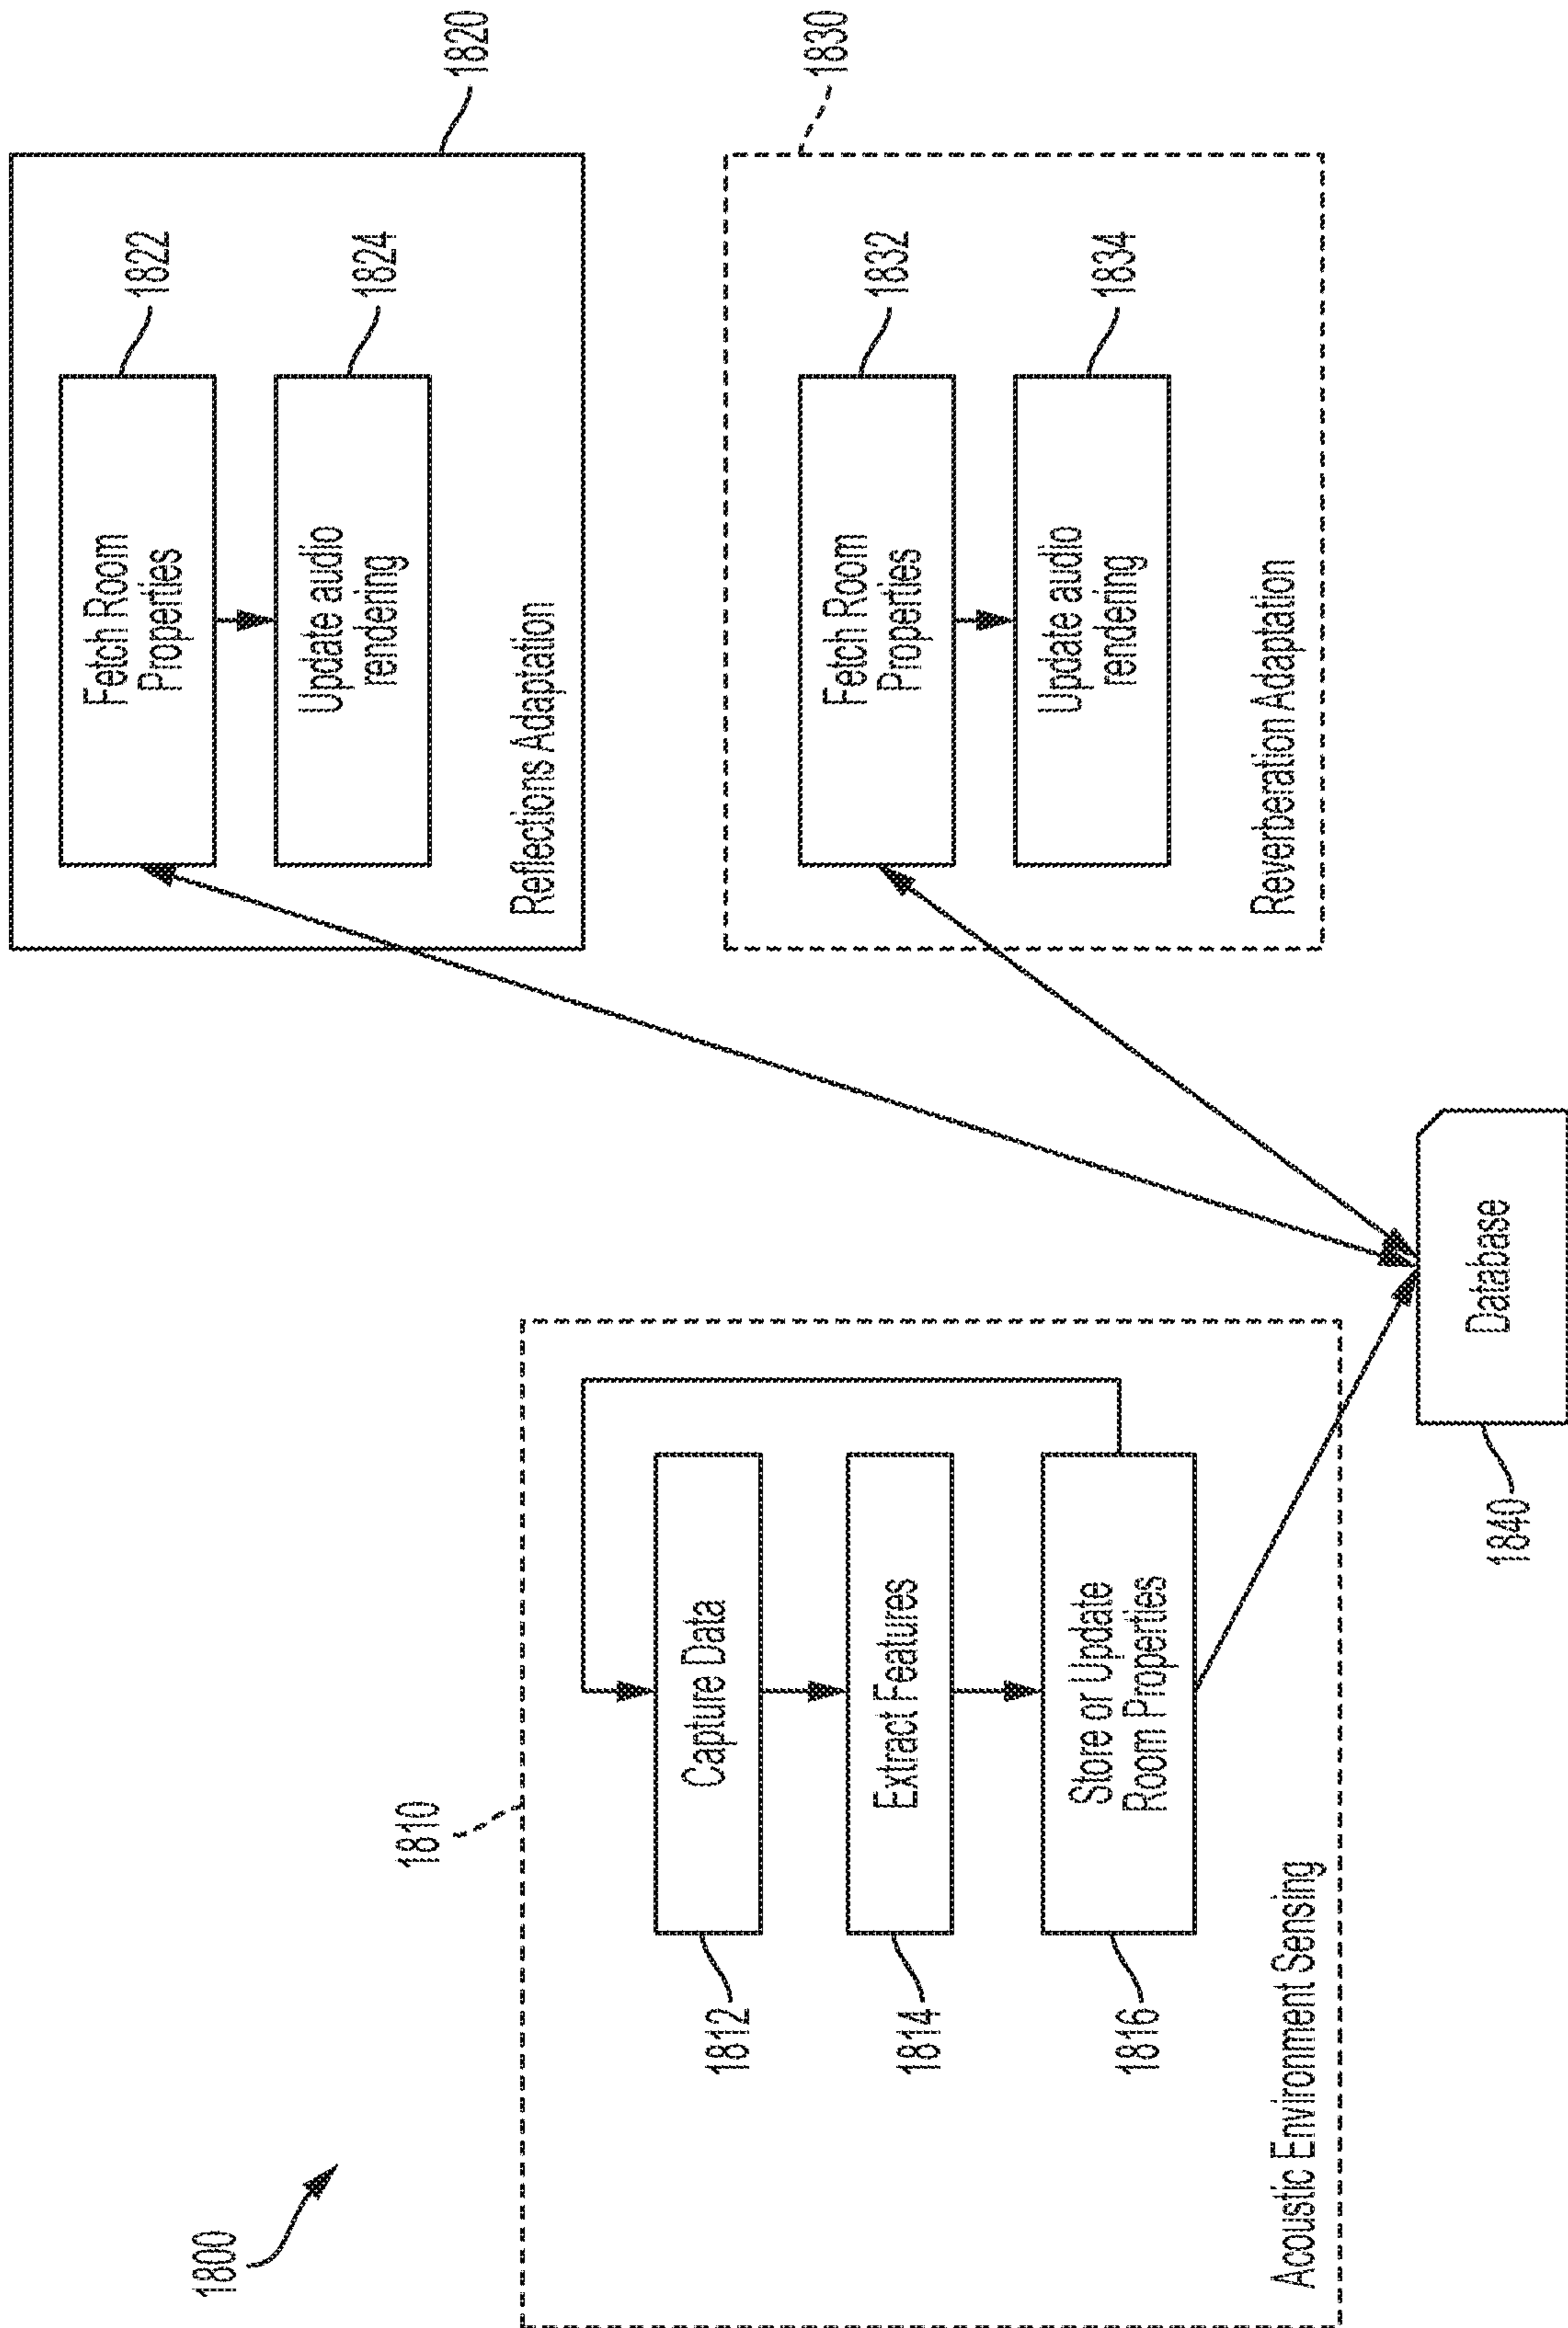 1800
1810
1812
Capture Data
1814
Extract Features
1816
Store or Update
Room Properties
Acoustic Environment Sensing
1820
Fetch Room
Properties
1822
Update audio
rendering
1824
Reflections Adaptation
1830
Fetch Room
Properties
1832
Update audio
rendering
1834
Reverberation Adaptation
Database
1840